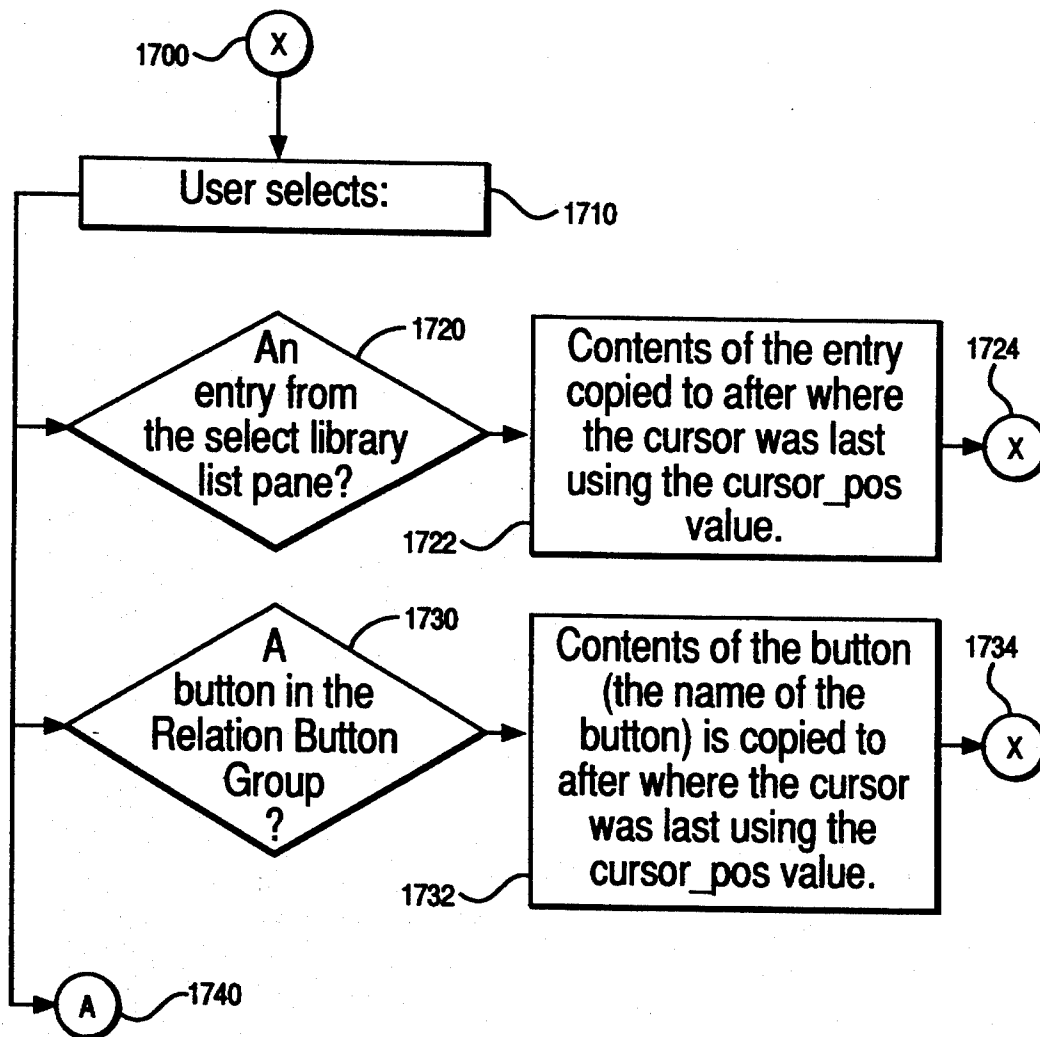 1700
X
User selects:
1710
An
entry from
the select library
list pane?
1720
Contents of the entry
copied to after where
the cursor was last
using the cursor_pos
value.
1722
1724
X
A
button in the
Relation Button
Group
?
1730
Contents of the button
(the name of the
button) is copied to
after where the cursor
was last using the
cursor_pos value.
1732
1734
X
A
1740